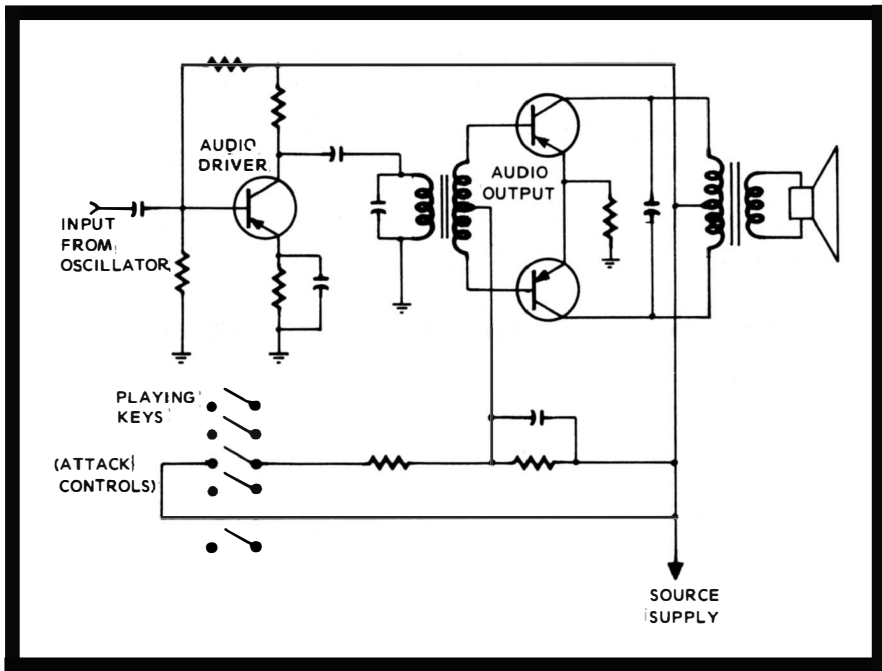 AUDIO
DRIVER
INPUT
FROM
OSCILLATOR
AUDIO
OUTPUT
PLAYING
KEYS
(ATTACK
CONTROLS)
SOURCE
SUPPLY